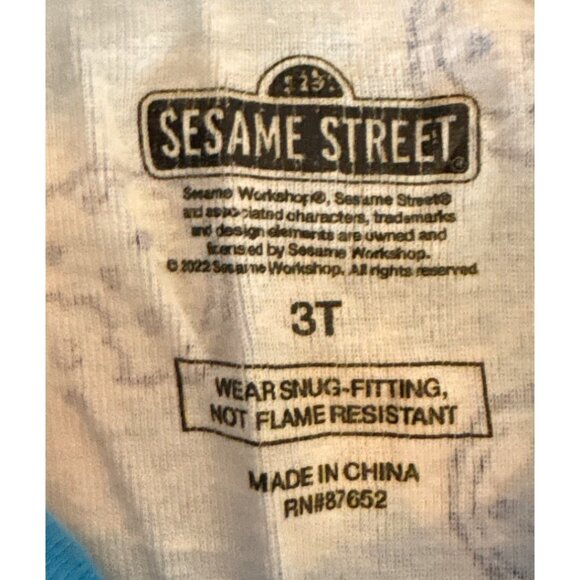 123
SESAME STREET®
Sesame Workshop®, Sesame Street®
and associated characters, trademarks
and design elements are owned and
licensed by Sesame Workshop.
© 2022 Sesame Workshop. All rights reserved
3T
WEAR SNUG-FITTING,
NOT FLAME RESISTANT
MADE IN CHINA
RN#87652